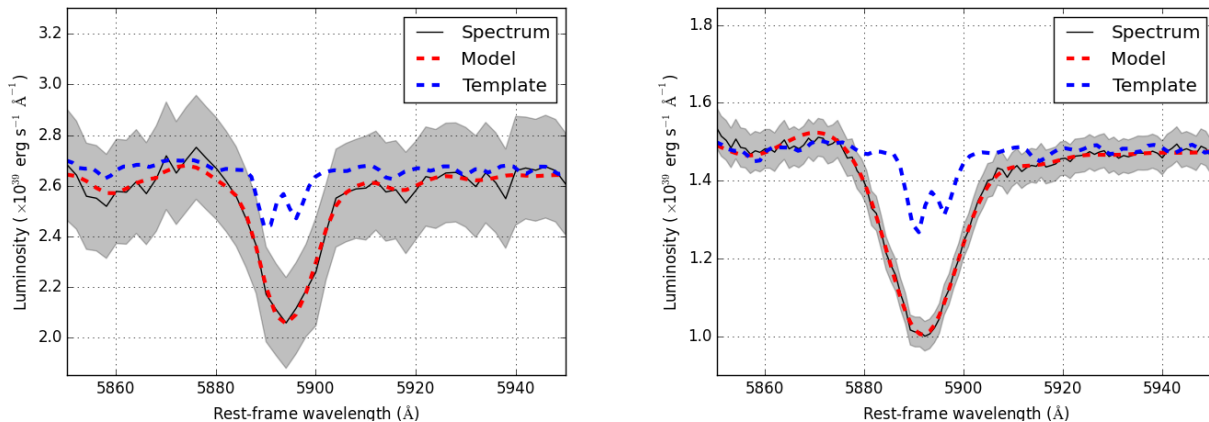 3.2
3.0
2.8
2.6
2.4
2.2
2.0
Luminosity ( ×10³⁹ erg s⁻¹ Å⁻¹ )
Spectrum
Model
Template
5860 5880 5900 5920 5940
Rest-frame wavelength (Å)
1.8
1.6
1.4
1.2
1.0
Luminosity ( ×10³⁹ erg s⁻¹ Å⁻¹ )
Spectrum
Model
Template
5860 5880 5900 5920 5940
Rest-frame wavelength (Å)